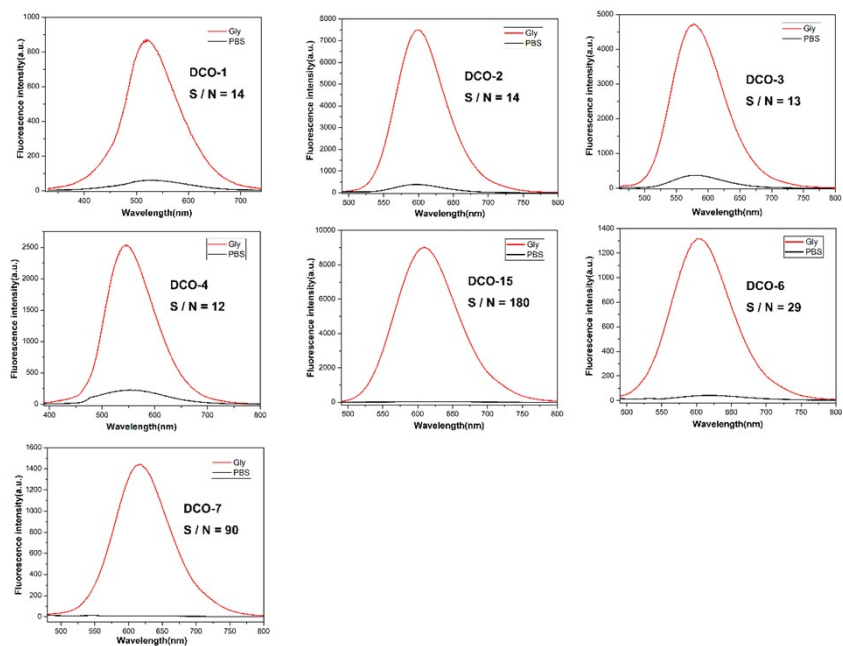 Fluorescence intensity(a.u.)
1000
800
600
400
200
0
400
500
600
700
Wavelength(nm)
Gly
PBS
DCO-1
S / N = 14
Fluorescence intensity(a.u.)
8000
7000
6000
5000
4000
3000
2000
1000
0
500
550
600
650
700
750
800
Wavelength(nm)
Gly
PBS
DCO-2
S / N = 14
Fluorescence intensity(a.u.)
5000
4000
3000
2000
1000
0
500
550
600
650
700
750
800
Wavelength(nm)
Gly
PBS
DCO-3
S / N = 13
Fluorescence intensity(a.u.)
2500
2000
1500
1000
500
250
0
400
500
600
700
800
Wavelength(nm)
Gly
PBS
DCO-4
S / N = 12
Fluorescence intensity(a.u.)
10000
8000
6000
4000
2000
0
500
550
600
650
700
750
800
Wavelength(nm)
Gly
PBS
DCO-15
S / N = 180
Fluorescence intensity(a.u.)
1400
1200
1000
800
600
400
200
0
500
550
600
650
700
750
800
Wavelength(nm)
Gly
PBS
DCO-6
S / N = 29
Fluorescence intensity(a.u.)
1600
1400
1200
1000
800
600
400
200
0
500
550
600
650
700
750
800
Wavelength(nm)
Gly
PBS
DCO-7
S / N = 90